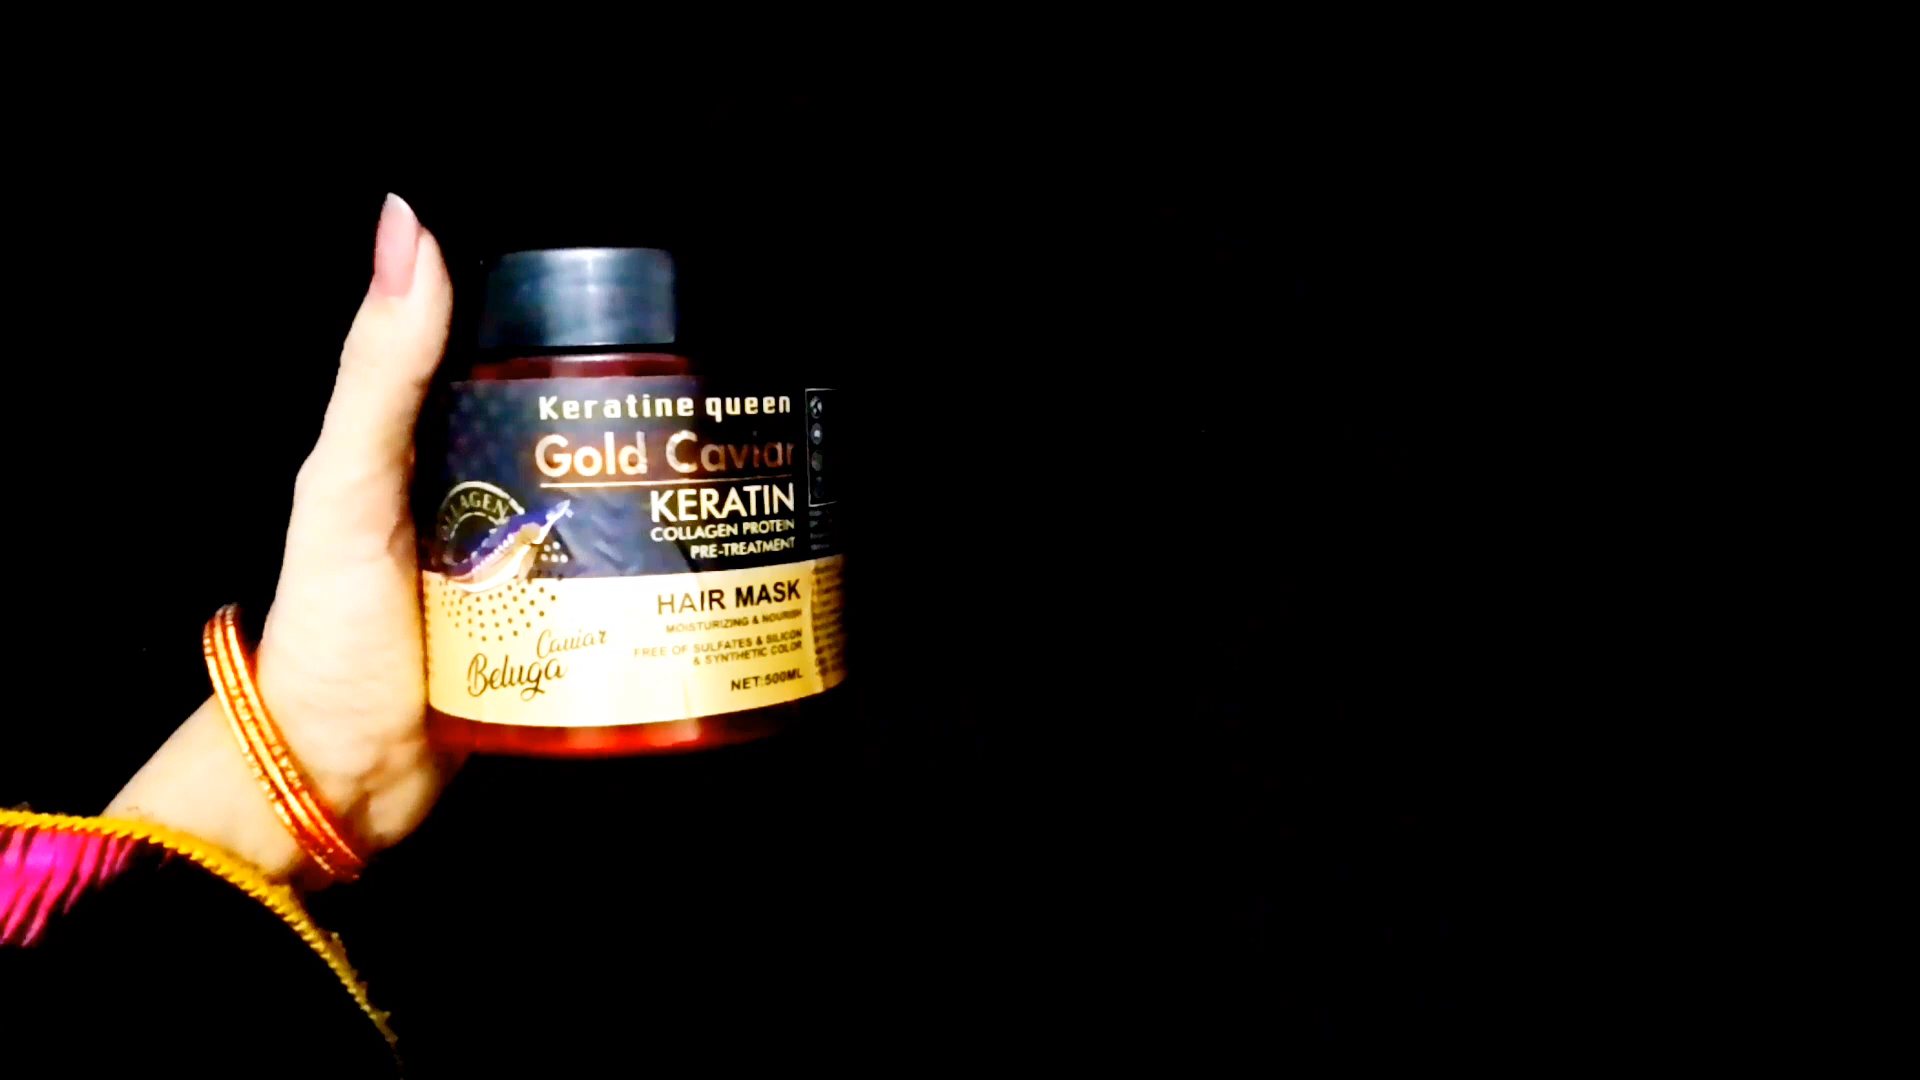 Keratine queen
Gold Caviar
KERATIN
COLLAGEN PROTEIN
PRE-TREATMENT
HAIR MASK
MOISTURIZING & NOURISH
FREE OF SULFATES & SILICON
& SYNTHETIC COLOR
Caviar
Beluga
NET:500ML